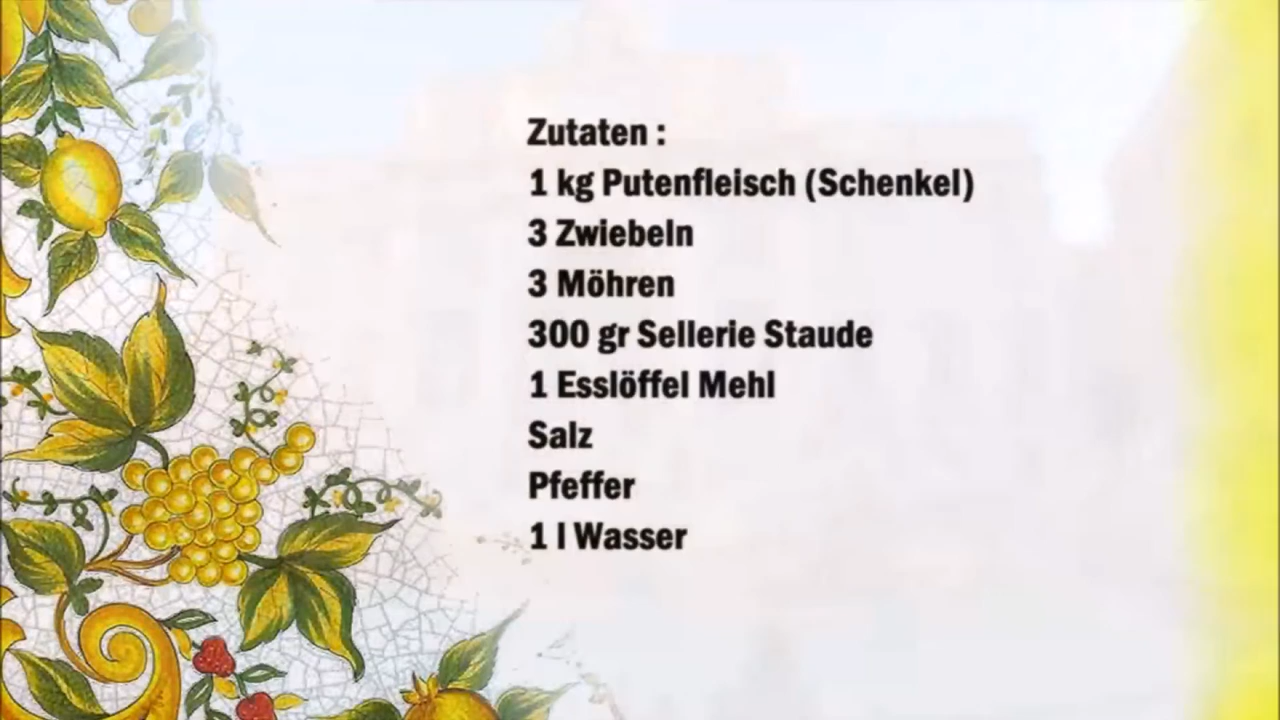 Zutaten :
1 kg Putenfleisch (Schenkel)
3 Zwiebeln
3 Möhren
300 gr Sellerie Staude
1 Esslöffel Mehl
Salz
Pfeffer
1 l Wasser